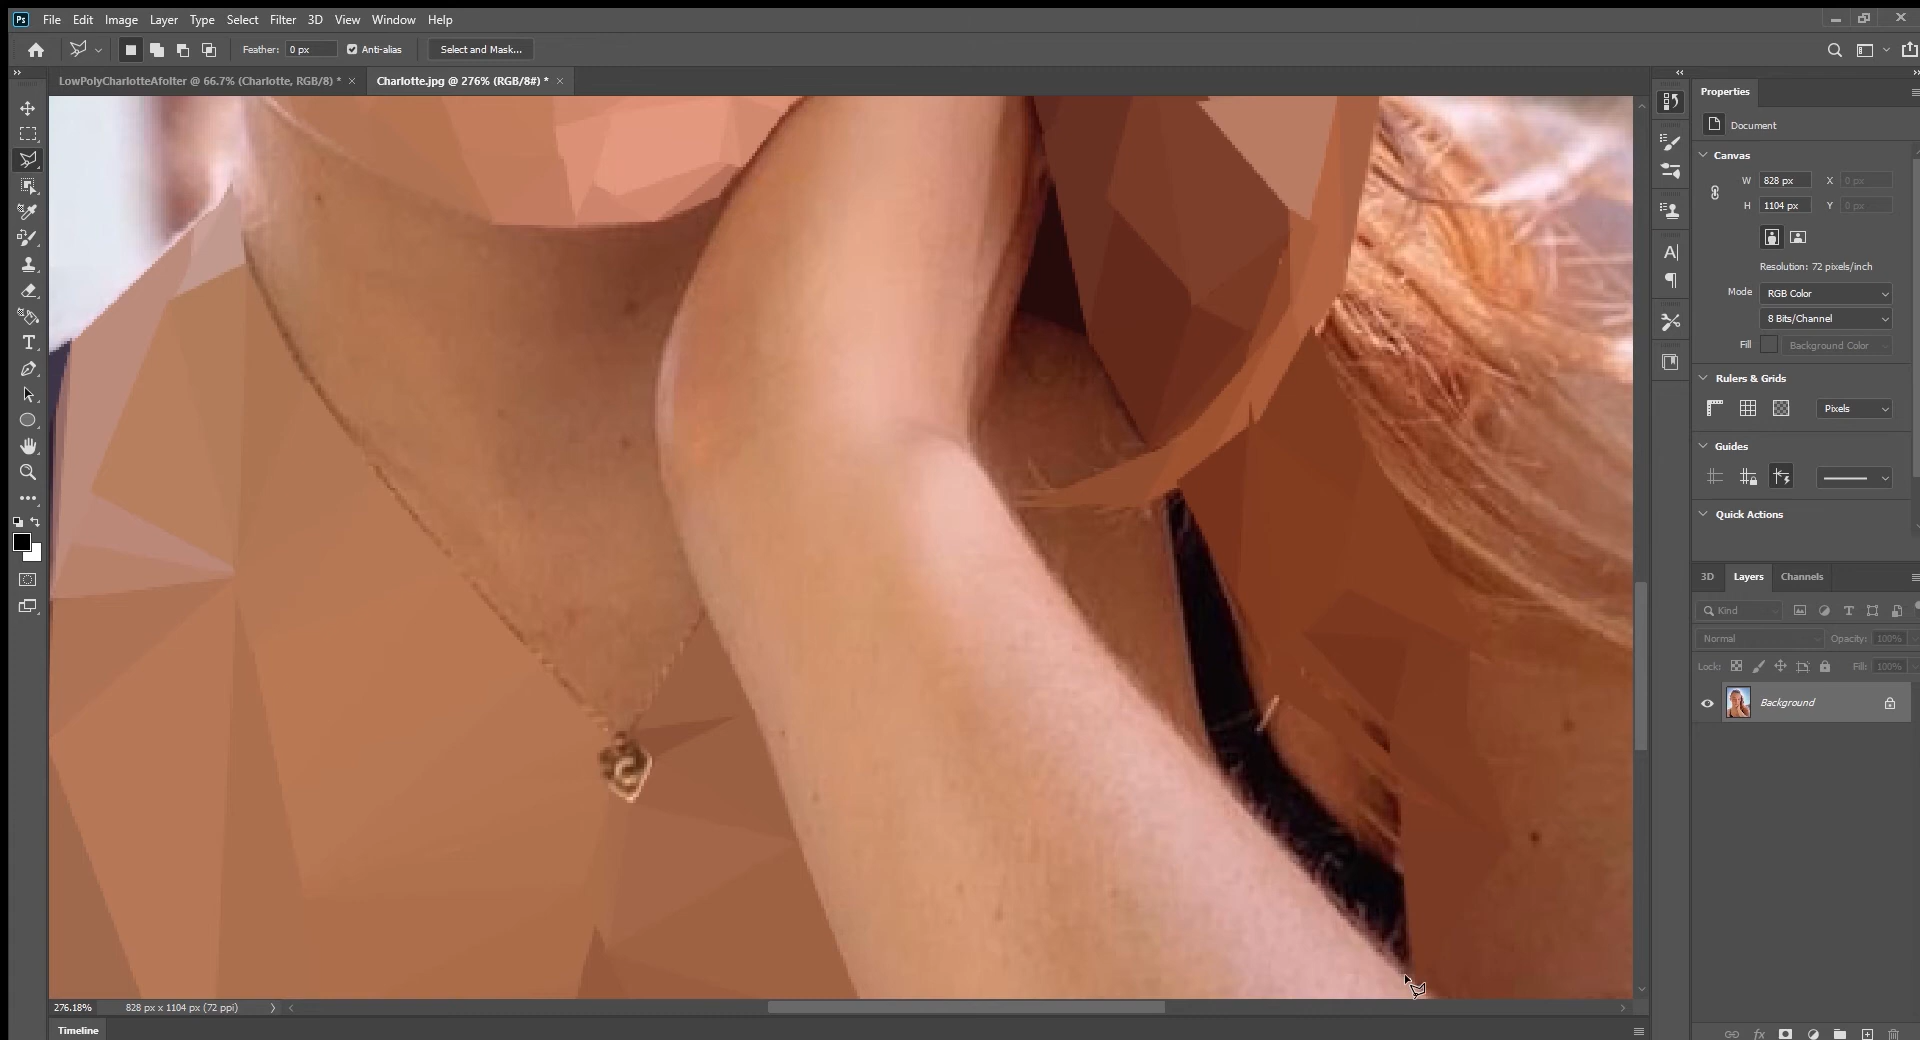 Ps File Edit Image Layer Type Select Filter 3D View Window Help
Feather: 0 px Anti-alias Select and Mask...
LowPolyCharlotteAfolter @ 66.7% (Charlotte, RGB/8) * × Charlotte.jpg @ 276% (RGB/8#) * ×
Properties
Document
Canvas
W 828 px X 0 px
H 1104 px Y 0 px
Resolution: 72 pixels/inch
Mode RGB Color
8 Bits/Channel
Fill Background Color
Rulers & Grids
Pixels
Guides
Quick Actions
3D Layers Channels
Kind
Normal Opacity: 100%
Lock: Fill: 100%
Background
276.18% 828 px x 1104 px (72 ppi)
Timeline